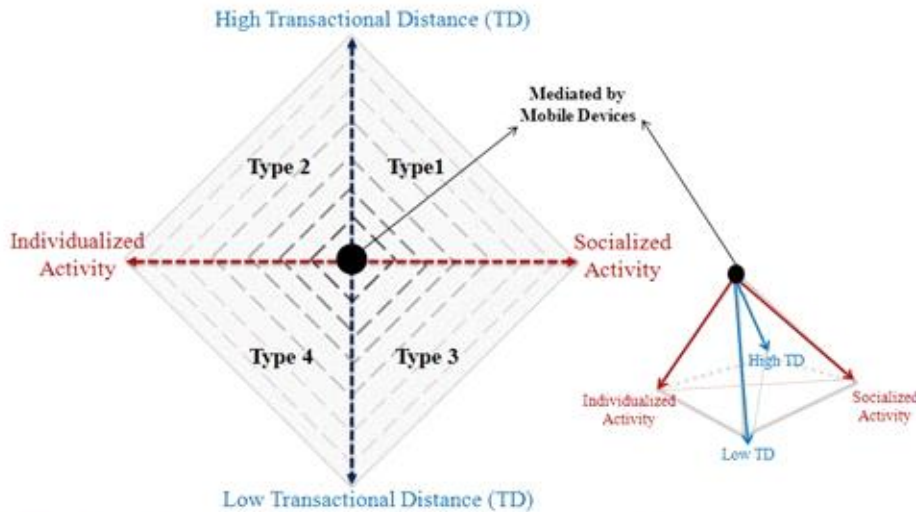 High Transactional Distance (TD)
Mediated by
Mobile Devices
Type 2
Type1
Individualized
Activity
Socialized
Activity
Type 4
Type 3
High TD
Individualized
Activity
Socialized
Activity
Low TD
Low Transactional Distance (TD)